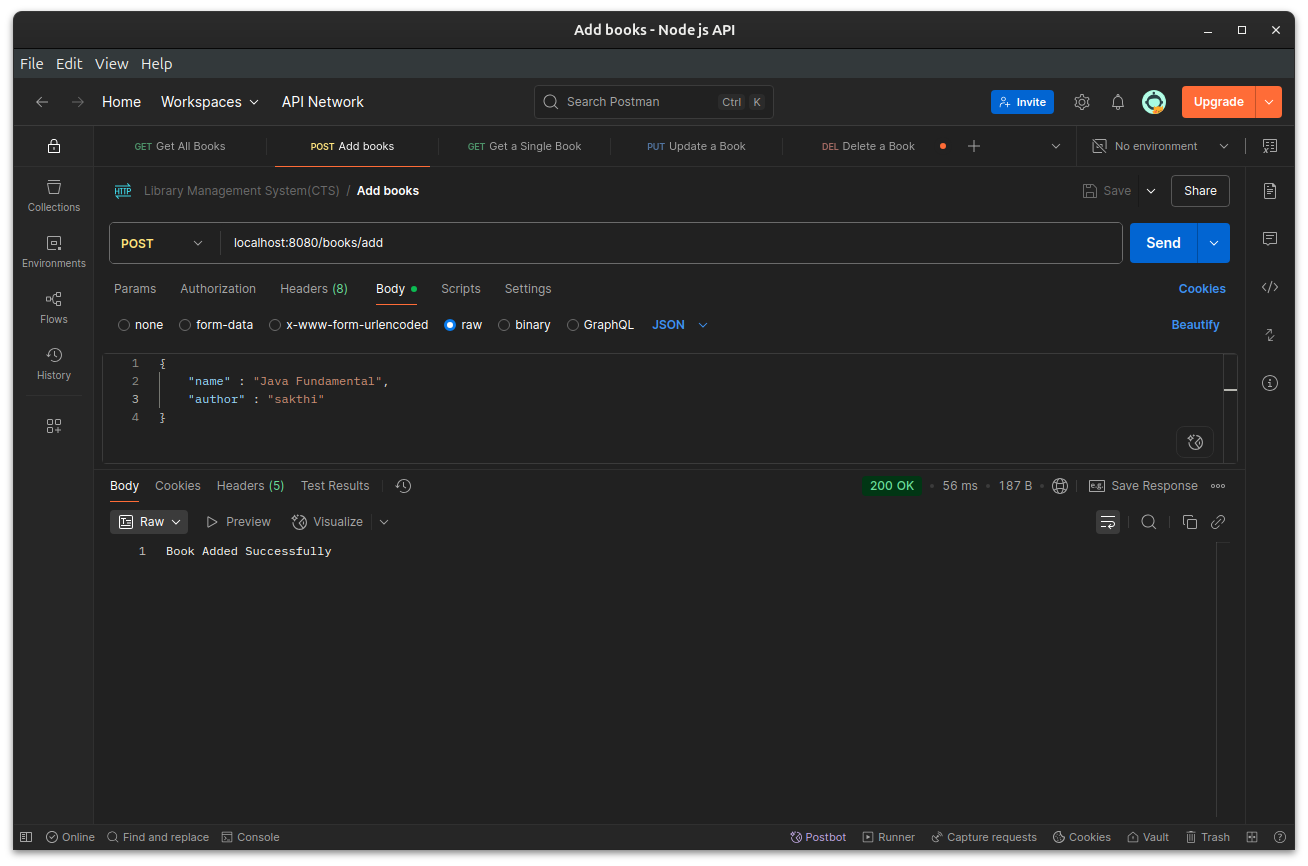 Add books - Node js API
File Edit View Help
Home Workspaces API Network Search Postman Ctrl K Invite Upgrade
GET Get All Books POST Add books GET Get a Single Book PUT Update a Book DEL Delete a Book No environment
HTTP Library Management System(CTS) / Add books Save Share
Collections
Environments
Flows
History
POST localhost:8080/books/add Send
Params Authorization Headers (8) Body Scripts Settings Cookies
none form-data x-www-form-urlencoded raw binary GraphQL JSON Beautify
1 {
2 "name" : "Java Fundamental",
3 "author" : "sakthi"
4 }
Body Cookies Headers (5) Test Results 200 OK • 56 ms • 187 B • e.g. Save Response
Raw Preview Visualize
1 Book Added Successfully
Online Find and replace Console Postbot Runner Capture requests Cookies Vault Trash